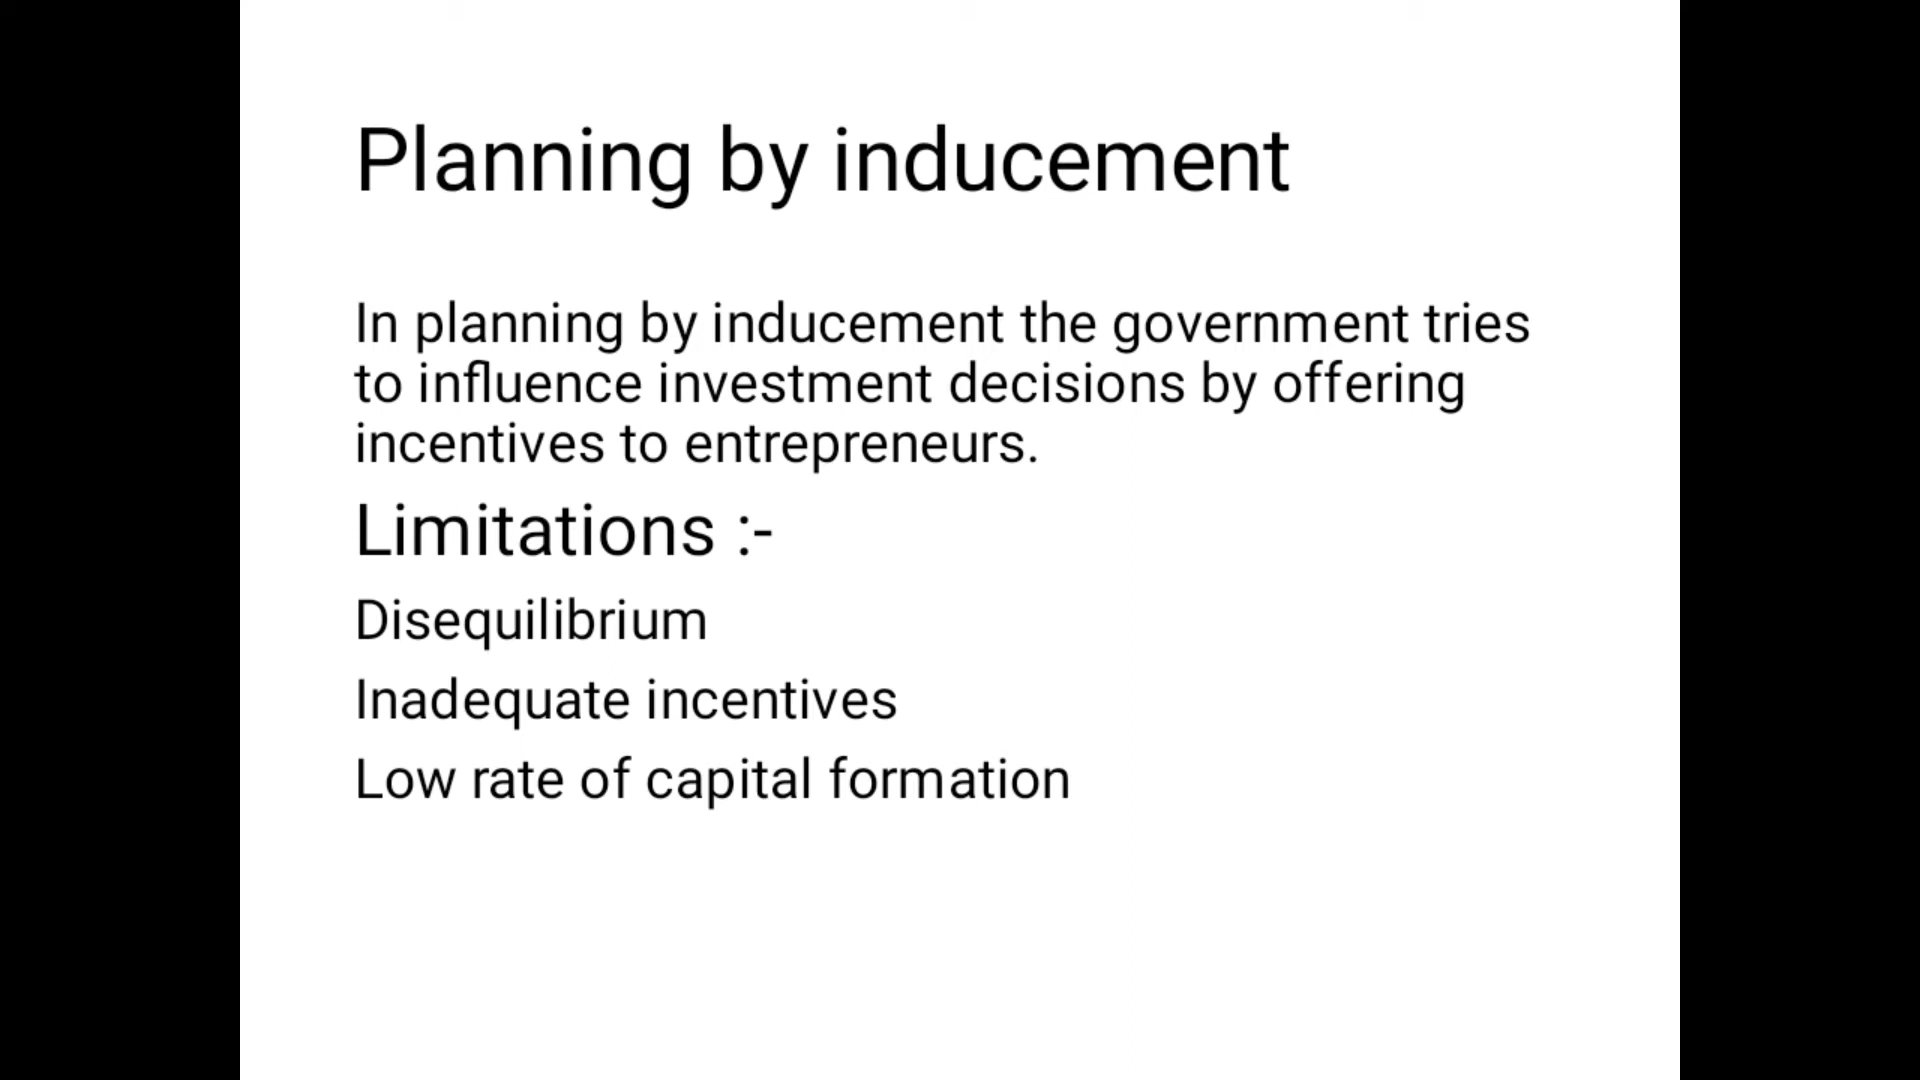 Planning by inducement
In planning by inducement the government tries
to influence investment decisions by offering
incentives to entrepreneurs.
Limitations :-
Disequilibrium
Inadequate incentives
Low rate of capital formation